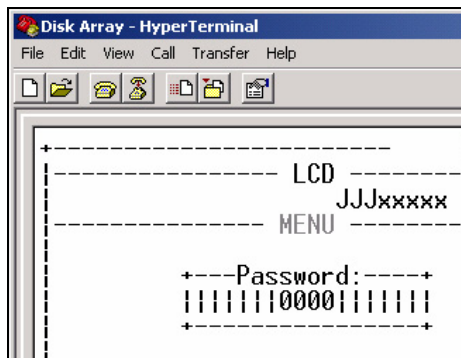 Disk Array - HyperTerminal
File Edit View Call Transfer Help
+---------------------------
¦----------------- LCD --------
JJJxxxxx
¦----------------- MENU --------
+---Password:----+
¦¦¦¦¦¦¦0000¦¦¦¦¦¦¦
+----------------+